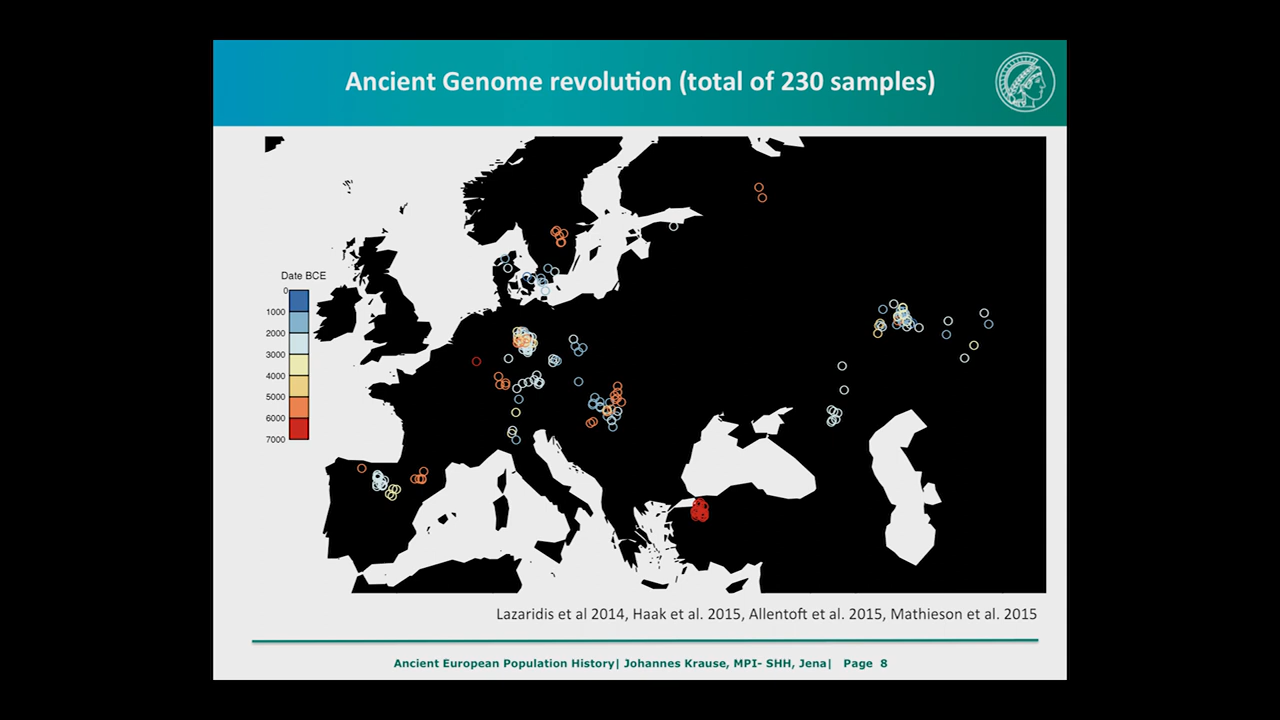 Ancient Genome revolution (total of 230 samples)
Date BCE
0
1000
2000
3000
4000
5000
6000
7000
Lazaridis et al 2014, Haak et al. 2015, Allentoft et al. 2015, Mathieson et al. 2015
Ancient European Population History| Johannes Krause, MPI- SHH, Jena| Page 8